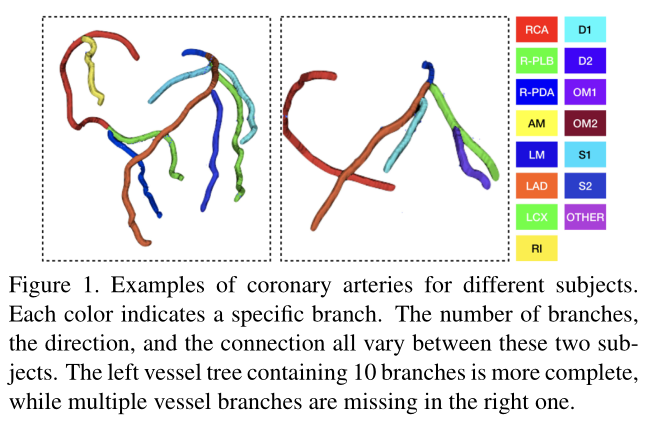 RCA D1
R-PLB D2
R-PDA OM1
AM OM2
LM S1
LAD S2
LCX OTHER
RI
Figure 1. Examples of coronary arteries for different subjects.
Each color indicates a specific branch. The number of branches,
the direction, and the connection all vary between these two sub-
jects. The left vessel tree containing 10 branches is more complete,
while multiple vessel branches are missing in the right one.